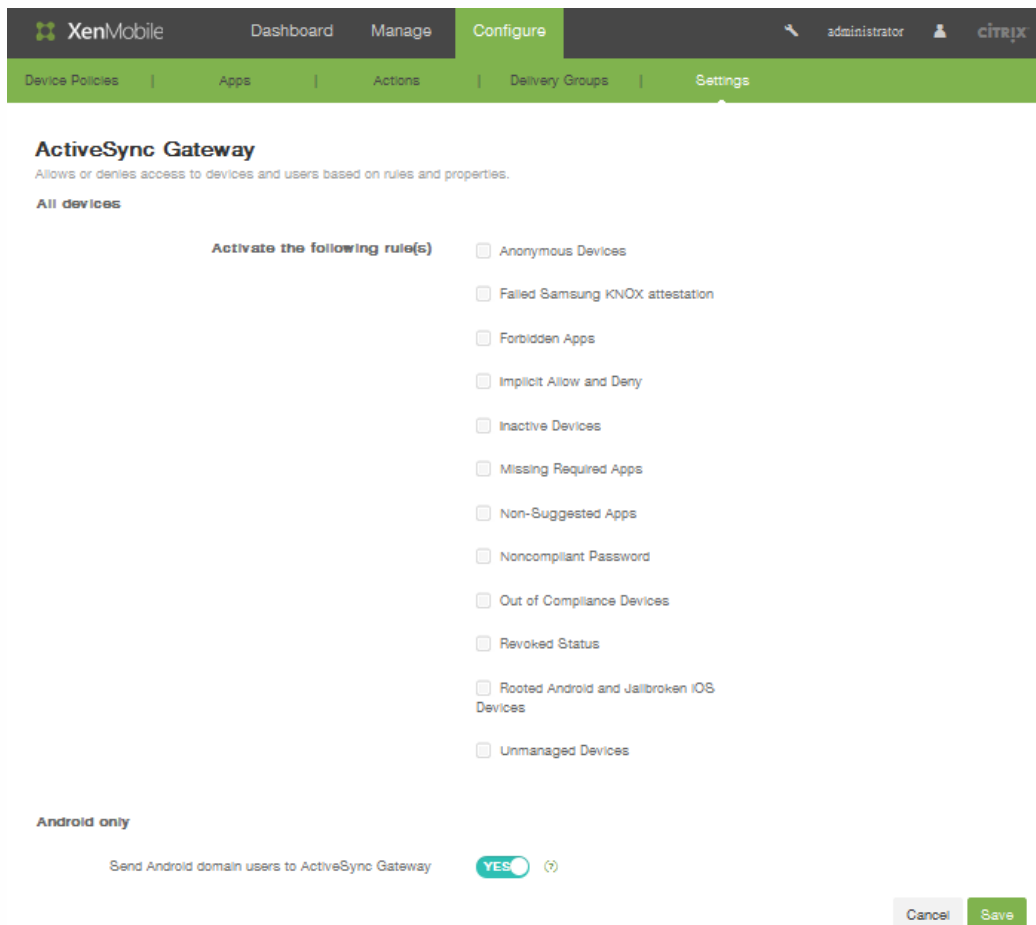 XenMobile Dashboard Manage Configure administrator CİTRIX
Device Policies | Apps | Actions | Delivery Groups | Settings
ActiveSync Gateway
Allows or denies access to devices and users based on rules and properties.
All devices
Activate the following rule(s)
Anonymous Devices
Failed Samsung KNOX attestation
Forbidden Apps
Implicit Allow and Deny
Inactive Devices
Missing Required Apps
Non-Suggested Apps
Noncompliant Password
Out of Compliance Devices
Revoked Status
Rooted Android and Jailbroken iOS
Devices
Unmanaged Devices
Android only
Send Android domain users to ActiveSync Gateway YES (?)
Cancel Save